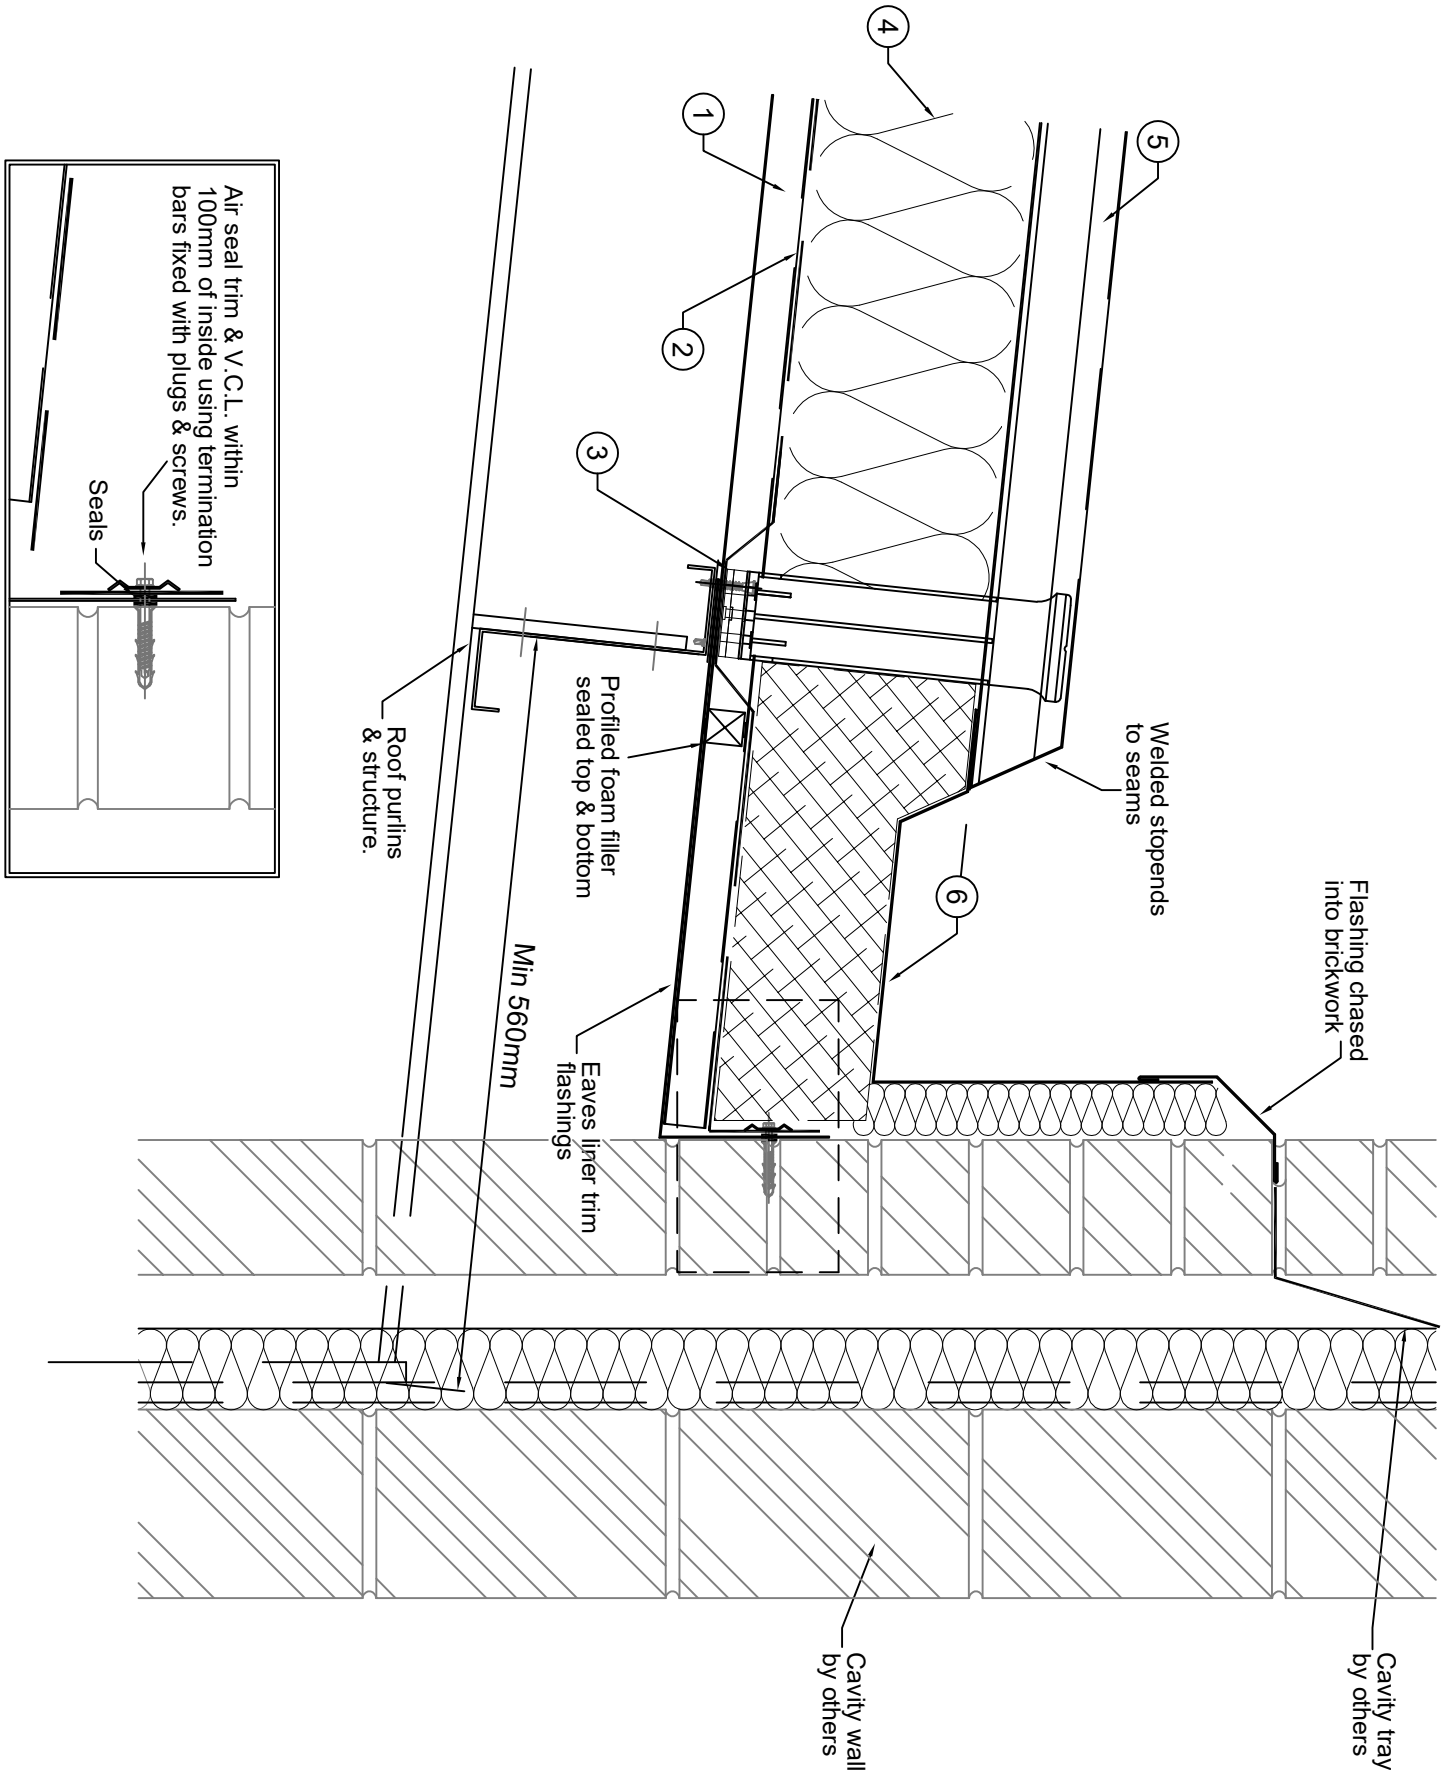 Flashing chased
into brickwork
Cavity tray
by others
5
Welded stopends
to seams
4
6
Cavity wall
by others
1
2
3
Profiled foam filler
sealed top & bottom
Eaves liner trim
flashings
Min 560mm
Roof purlins
& structure.
Air seal trim & V.C.L. within
100mm of inside using termination
bars fixed with plugs & screws.
Seals